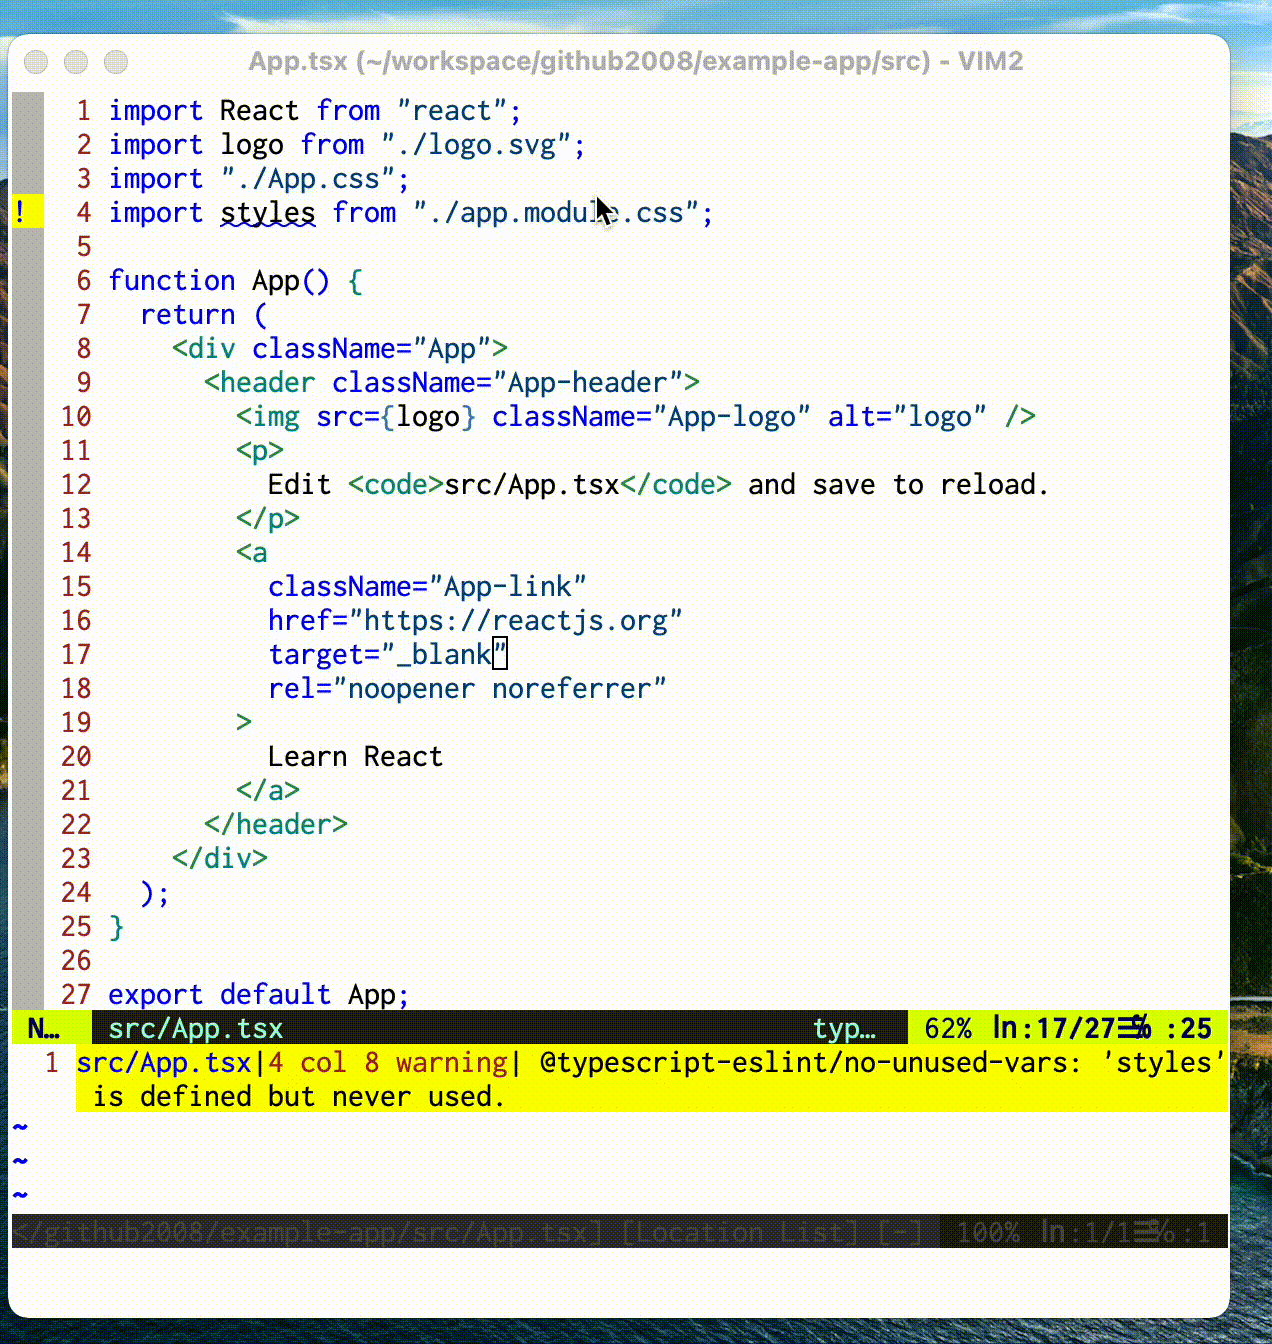 App.tsx (~/workspace/github2008/example-app/src) - VIM2
1 import React from "react";
2 import logo from "./logo.svg";
3 import "./App.css";
! 4 import styles from "./app.module.css";
5
6 function App() {
7   return (
8     <div className="App">
9       <header className="App-header">
10         <img src={logo} className="App-logo" alt="logo" />
11         <p>
12           Edit <code>src/App.tsx</code> and save to reload.
13         </p>
14         <a
15           className="App-link"
16           href="https://reactjs.org"
17           target="_blank"
18           rel="noopener noreferrer"
19         >
20           Learn React
21         </a>
22       </header>
23     </div>
24   );
25 }
26
27 export default App;
N… src/App.tsx typ… 62% ln:17/27☰% :25
1 src/App.tsx|4 col 8 warning| @typescript-eslint/no-unused-vars: 'styles'
is defined but never used.
~
~
~
</github2008/example-app/src/App.tsx] [Location List] [-] 100% ln:1/1☰% :1